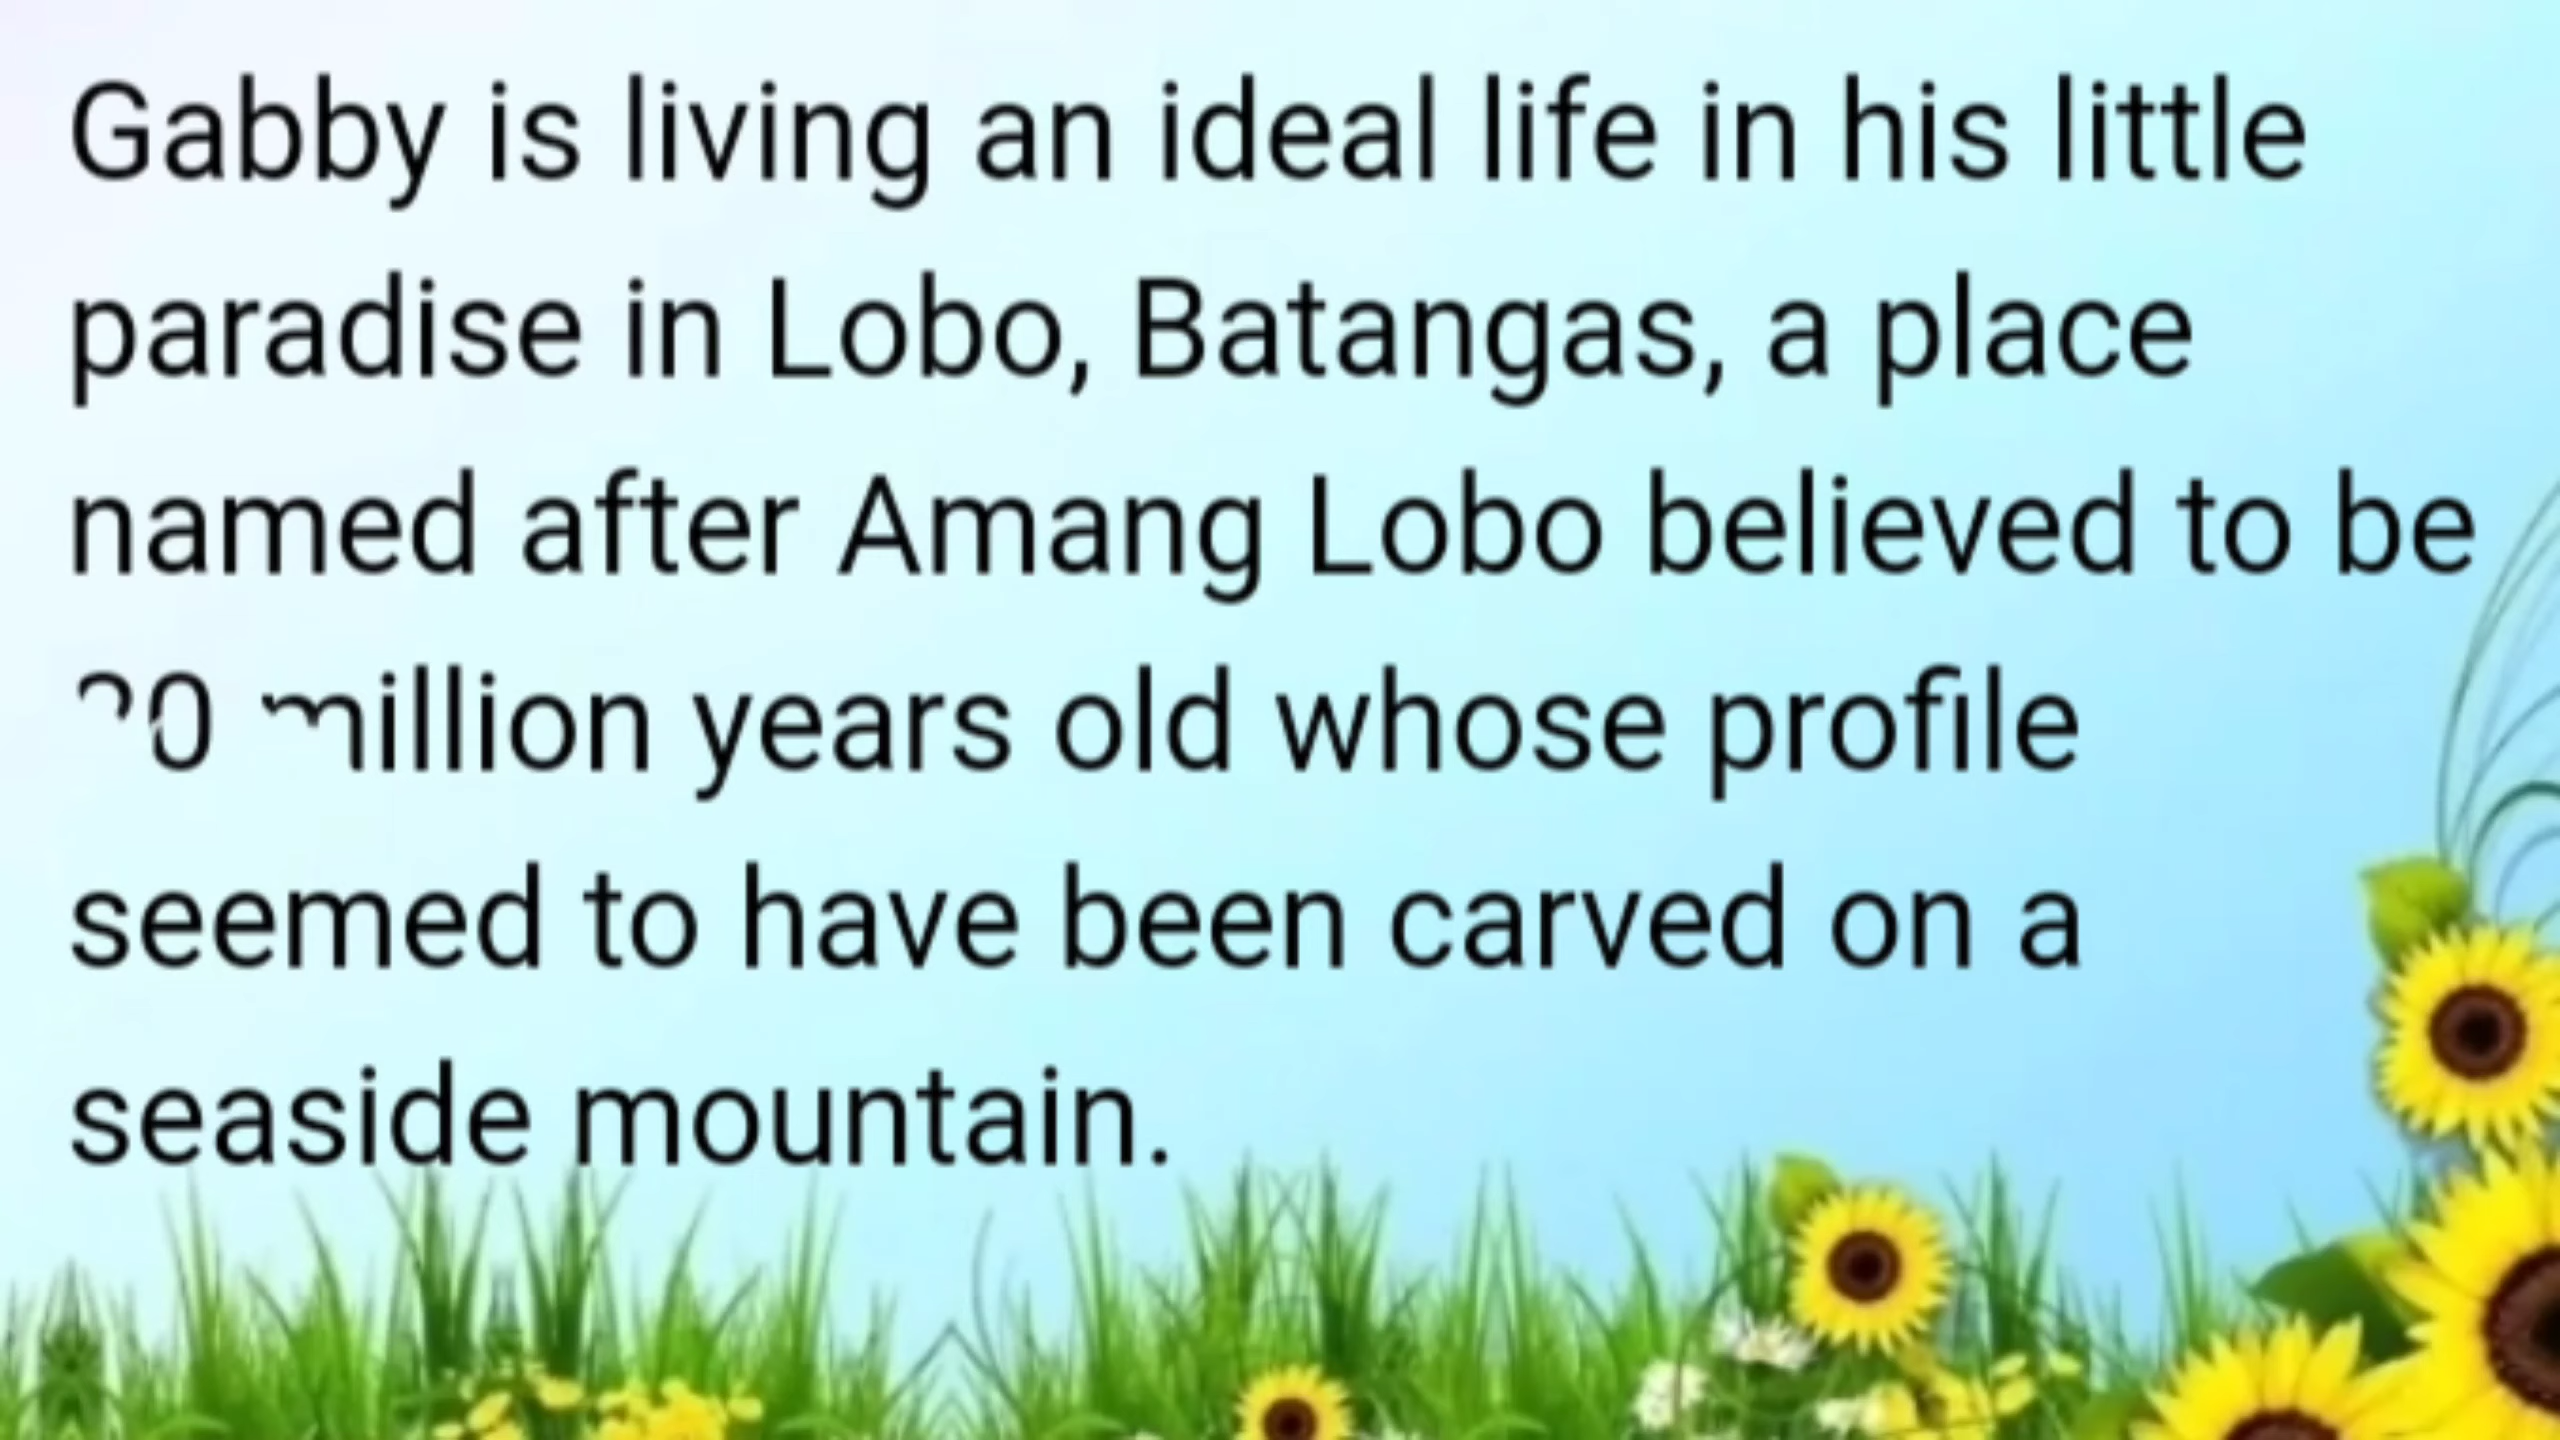 Gabby is living an ideal life in his little
paradise in Lobo, Batangas, a place
named after Amang Lobo believed to be
million years old whose profile
seemed to have been carved on a
seaside mountain.